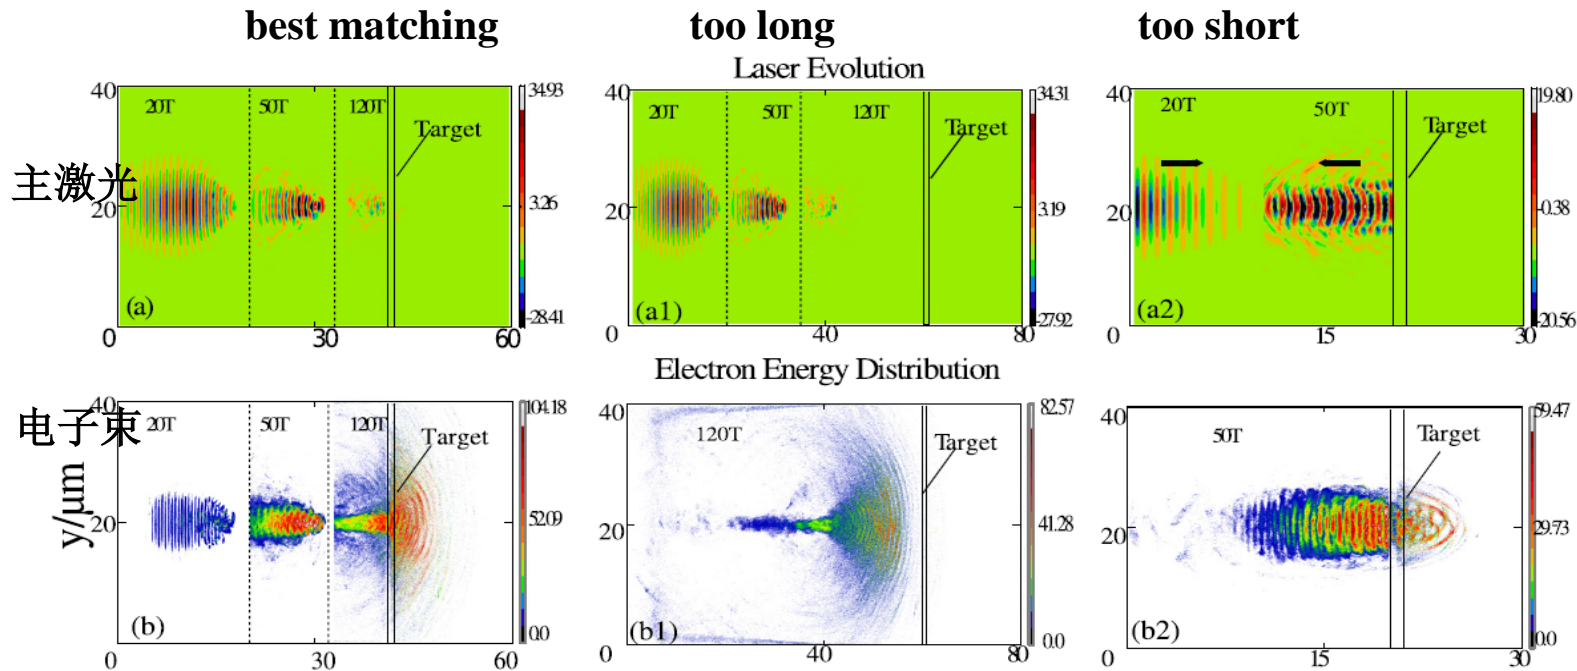 best matching too long too short
Laser Evolution
40 20T 50T 120T Target 34.93 3.26 -28.41
主激光 20
(a)
0 30 60
40 20T 50T 120T Target 34.31 3.19 -27.92
20
(a1)
0 40 80
40 20T 50T Target 19.80 -0.38 -20.56
20
(a2)
0 15 30
Electron Energy Distribution
40 20T 50T 120T Target 104.18 52.09 0.0
电子束
y/μm 20
(b)
0 30 60
40 120T Target 82.57 41.28 0.0
20
(b1)
0 40 80
40 50T Target 59.47 29.73 0.0
20
(b2)
0 15 30